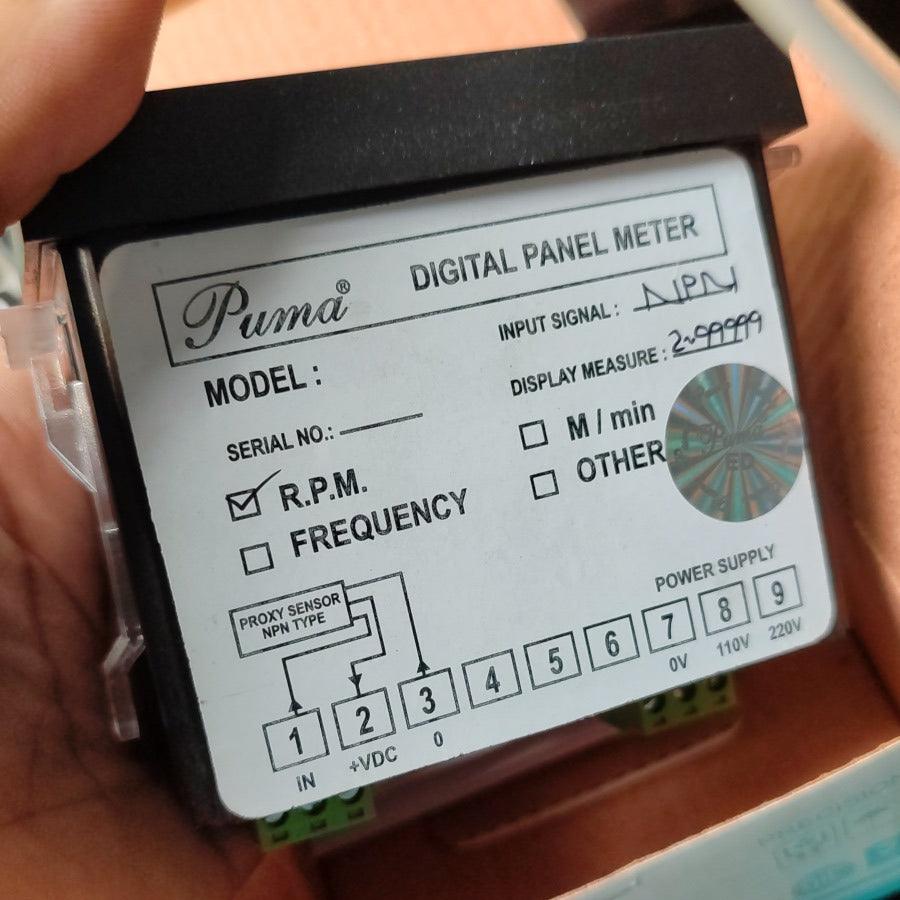 Puma® DIGITAL PANEL METER
MODEL :
INPUT SIGNAL : NPN
SERIAL NO.:
DISPLAY MEASURE : 2~99999
R.P.M.
M / min
FREQUENCY
OTHER
Puma
PROXY SENSOR
NPN TYPE
POWER SUPPLY
1 2 3 4 5 6 7 8 9
iN +VDC 0 0V 110V 220V
PRECISION